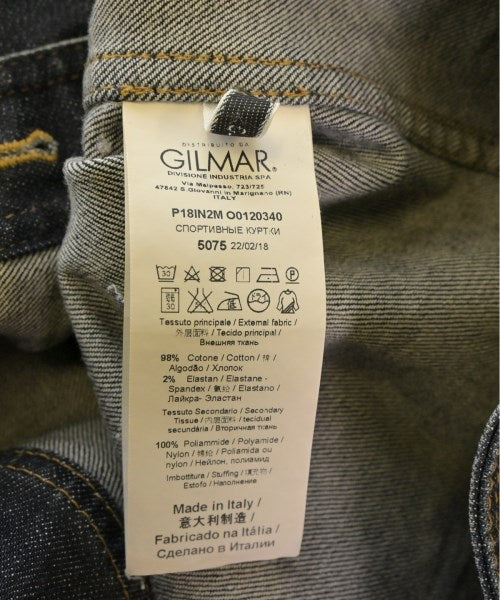 DISTRIBUITO DA
GILMAR®
DIVISIONE INDUSTRIA SPA
Via Malpasso, 723/725
47842 S.Giovanni in Marignano (RN)
ITALY
P18IN2M O0120340
СПОРТИВНЫЕ КУРТКИ
5075 22/02/18
30
P
30
Tessuto principale / External fabric /
外层面料 / Tecido principal /
Внешняя ткань
98% Cotone / Cotton / 棉 /
Algodão / Хлопок
2% Elastan / Elastane -
Spandex / 氨纶 / Elastano /
Лайкра- Эластан
Tessuto Secondario / Secondary
Tissue / 内层面料 / tecidual
secundária / Вторичная ткань
100% Poliammide / Polyamide /
Nylon / 锦纶 / Poliamida ou
nylon / Нейлон, полиамид
Imbottitura / Stuffing / 填充物 /
Estofo / Наполнение
Made in Italy /
意大利制造 /
Fabricado na Itália /
Сделано в Италии